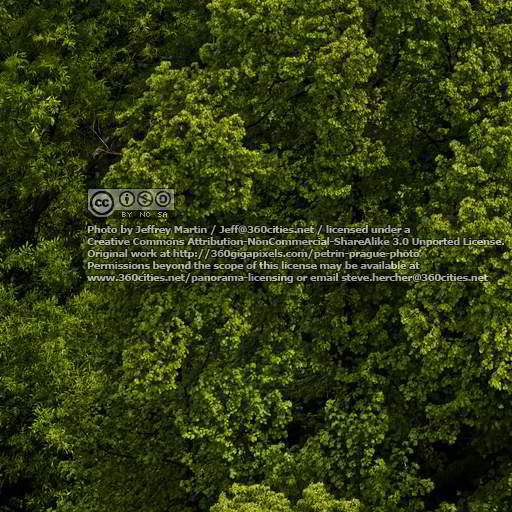 cc BY NO SA
Photo by Jeffrey Martin / Jeff@360cities.net / licensed under a
Creative Commons Attribution-NonCommercial-ShareAlike 3.0 Unported License.
Original work at http://360gigapixels.com/petrin-prague-photo
Permissions beyond the scope of this license may be available at
www.360cities.net/panorama-licensing or email steve.hercher@360cities.net